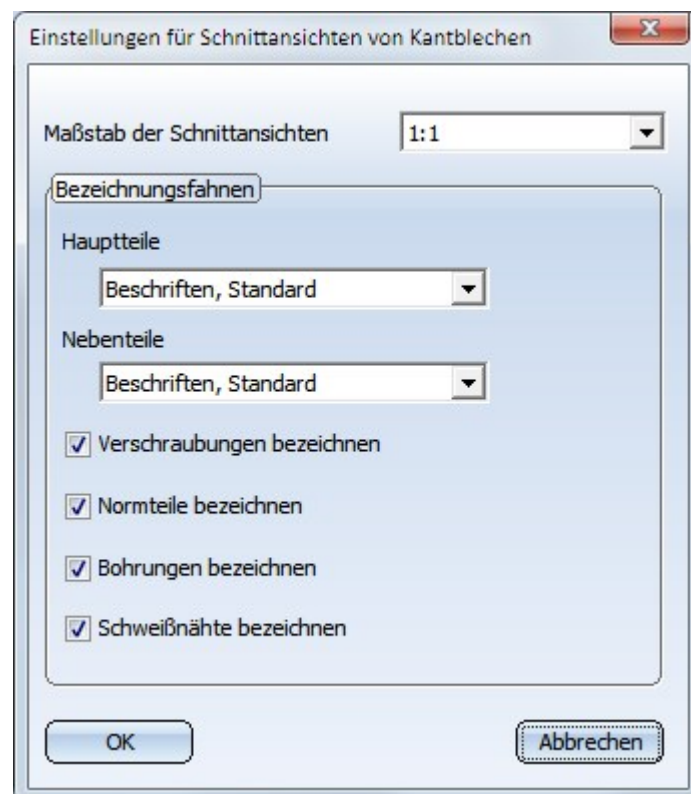 Einstellungen für Schnittansichten von Kantblechen
Maßstab der Schnittansichten 1:1
Bezeichnungsfahnen
Hauptteile
Beschriften, Standard
Nebenteile
Beschriften, Standard
Verschraubungen bezeichnen
Normteile bezeichnen
Bohrungen bezeichnen
Schweißnähte bezeichnen
OK Abbrechen